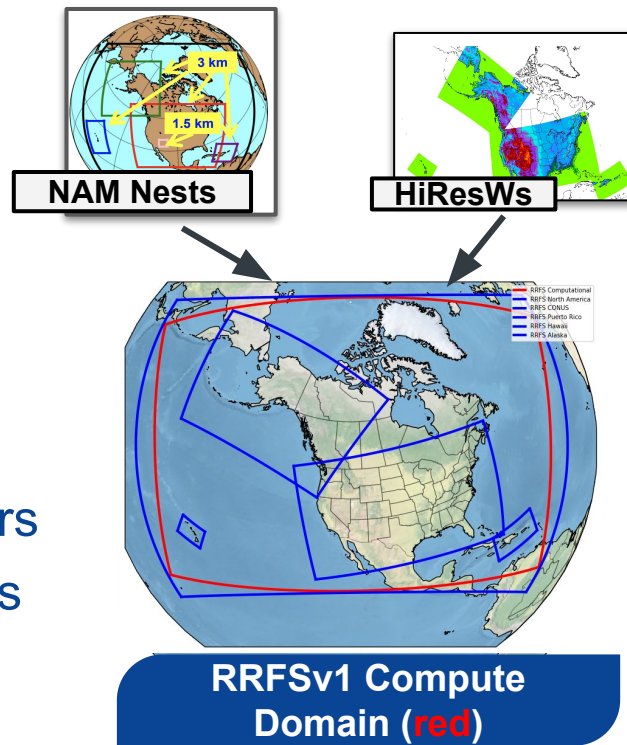 3 km
1.5 km
NAM Nests
HiResWs
RRFS Computational
RRFS North America
RRFS CONUS
RRFS Puerto Rico
RRFS Hawaii
RRFS Alaska
rs
s
RRFSv1 Compute
Domain (red)